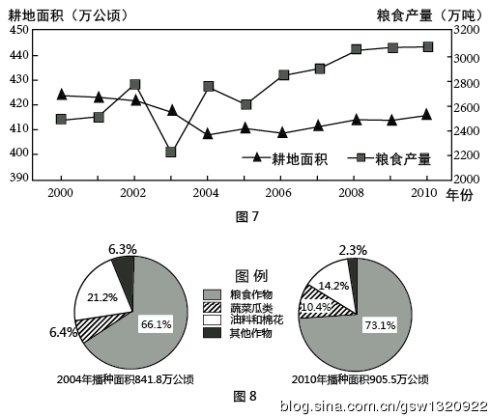 耕地面积（万公顷）
粮食产量（万吨）
450
440
430
420
410
400
390
3200
3000
2800
2600
2400
2200
2000
耕地面积 粮食产量
2000 2002 2004 2006 2008 2010 年份
图7
6.3%
21.2%
6.4%
66.1%
图例
粮食作物
蔬菜瓜类
油料和棉花
其他作物
2.3%
14.2%
10.4%
73.1%
2004年播种面积841.8万公顷
2010年播种面积905.5万公顷
图8
blog.sina.com.cn/gsw1320922